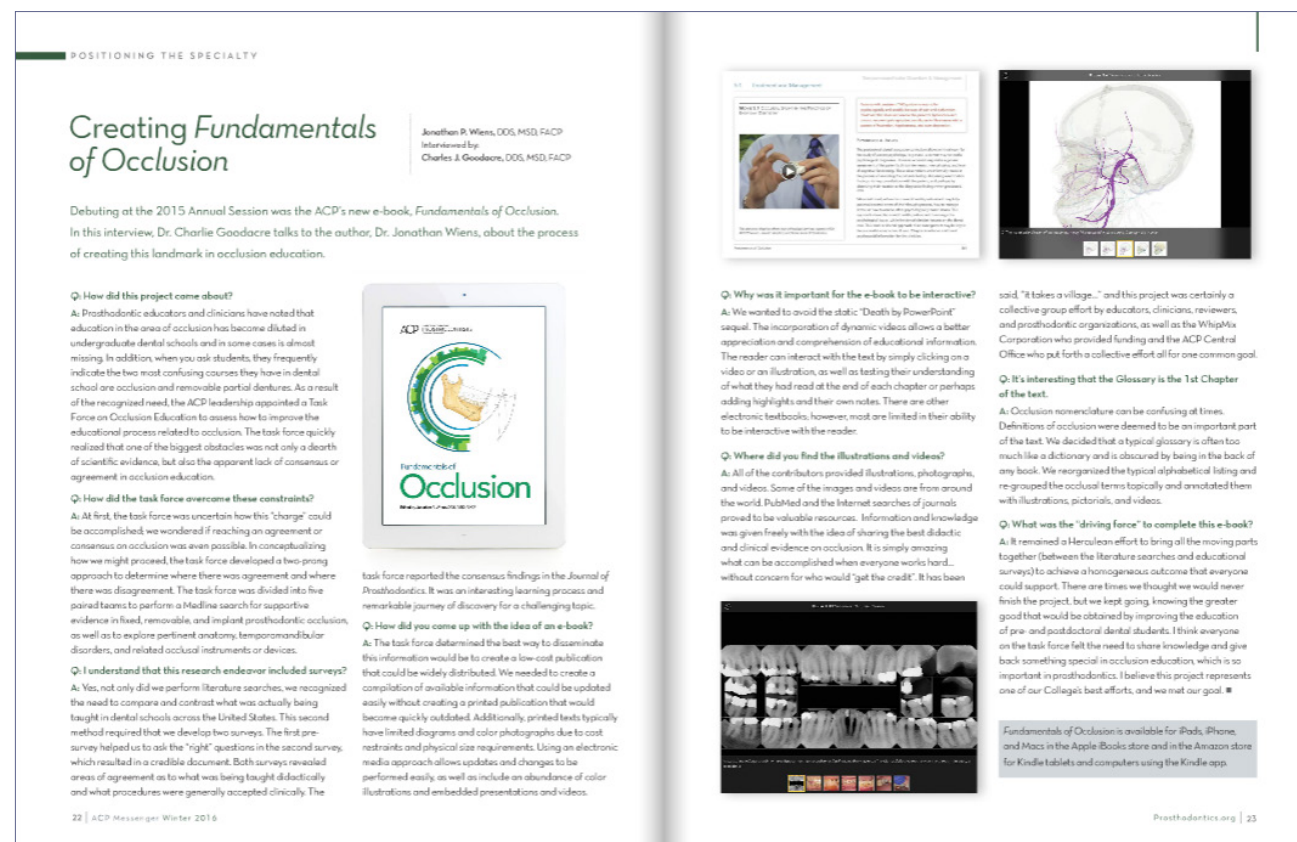 POSITIONING THE SPECIALTY
Creating Fundamentals
of Occlusion
Jonathan P. Wiens, DDS, MSD, FACP
Interviewed by:
Charles J. Goodacre, DDS, MSD, FACP
Debuting at the 2015 Annual Session was the ACP's new e-book, Fundamentals of Occlusion.
In this interview, Dr. Charlie Goodacre talks to the author, Dr. Jonathan Wiens, about the process
of creating this landmark in occlusion education.
Q: How did this project come about?
A: Prosthodontic educators and clinicians have noted that
education in the area of occlusion has become diluted in
undergraduate dental schools and in some cases is almost
missing. In addition, when you ask students, they frequently
indicate the two most confusing courses they have in dental
school are occlusion and removable partial dentures. As a result
of the recognized need, the ACP leadership appointed a Task
Force on Occlusion Education to assess how to improve the
educational process related to occlusion. The task force quickly
realized that one of the biggest obstacles was not only a dearth
of scientific evidence, but also the apparent lack of consensus or
agreement in occlusion education.
Q: How did the task force overcome these constraints?
A: At first, the task force was uncertain how this "charge" could
be accomplished; we wondered if reaching an agreement or
consensus on occlusion was even possible. In conceptualizing
how we might proceed, the task force developed a two-prong
approach to determine where there was agreement and where
there was disagreement. The task force was divided into five
paired teams to perform a Medline search for supportive
evidence in fixed, removable, and implant prosthodontic occlusion,
as well as to explore pertinent anatomy, temporomandibular
disorders, and related occlusal instruments or devices.
Q: I understand that this research endeavor included surveys?
A: Yes, not only did we perform literature searches, we recognized
the need to compare and contrast what was actually being
taught in dental schools across the United States. This second
method required that we develop two surveys. The first pre-
survey helped us to ask the "right" questions in the second survey,
which resulted in a credible document. Both surveys revealed
areas of agreement as to what was being taught didactically
and what procedures were generally accepted clinically. The
ACP
Fundamentals of
Occlusion
task force reported the consensus findings in the Journal of
Prosthodontics. It was an interesting learning process and
remarkable journey of discovery for a challenging topic.
Q: How did you come up with the idea of an e-book?
A: The task force determined the best way to disseminate
this information would be to create a low-cost publication
that could be widely distributed. We needed to create a
compilation of available information that could be updated
easily without creating a printed publication that would
become quickly outdated. Additionally, printed texts typically
have limited diagrams and color photographs due to cost
restraints and physical size requirements. Using an electronic
media approach allows updates and changes to be
performed easily, as well as include an abundance of color
illustrations and embedded presentations and videos.
22 | ACP Messenger Winter 2016
Q: Why was it important for the e-book to be interactive?
A: We wanted to avoid the static "Death by PowerPoint"
sequel. The incorporation of dynamic videos allows a better
appreciation and comprehension of educational information.
The reader can interact with the text by simply clicking on a
video or an illustration, as well as testing their understanding
of what they had read at the end of each chapter or perhaps
adding highlights and their own notes. There are other
electronic textbooks; however, most are limited in their ability
to be interactive with the reader.
Q: Where did you find the illustrations and videos?
A: All of the contributors provided illustrations, photographs,
and videos. Some of the images and videos are from around
the world. PubMed and the Internet searches of journals
proved to be valuable resources. Information and knowledge
was given freely with the idea of sharing the best didactic
and clinical evidence on occlusion. It is simply amazing
what can be accomplished when everyone works hard...
without concern for who would "get the credit". It has been
said, "it takes a village..." and this project was certainly a
collective group effort by educators, clinicians, reviewers,
and prosthodontic organizations, as well as the WhipMix
Corporation who provided funding and the ACP Central
Office who put forth a collective effort all for one common goal.
Q: It's interesting that the Glossary is the 1st Chapter
of the text.
A: Occlusion nomenclature can be confusing at times.
Definitions of occlusion were deemed to be an important part
of the text. We decided that a typical glossary is often too
much like a dictionary and is obscured by being in the back of
any book. We reorganized the typical alphabetical listing and
re-grouped the occlusal terms topically and annotated them
with illustrations, pictorials, and videos.
Q: What was the "driving force" to complete this e-book?
A: It remained a Herculean effort to bring all the moving parts
together (between the literature searches and educational
surveys) to achieve a homogeneous outcome that everyone
could support. There are times we thought we would never
finish the project, but we kept going, knowing the greater
good that would be obtained by improving the education
of pre- and postdoctoral dental students. I think everyone
on the task force felt the need to share knowledge and give
back something special in occlusion education, which is so
important in prosthodontics. I believe this project represents
one of our College's best efforts, and we met our goal. ■
Fundamentals of Occlusion is available for iPads, iPhone,
and Macs in the Apple iBooks store and in the Amazon store
for Kindle tablets and computers using the Kindle app.
Prosthodontics.org | 23